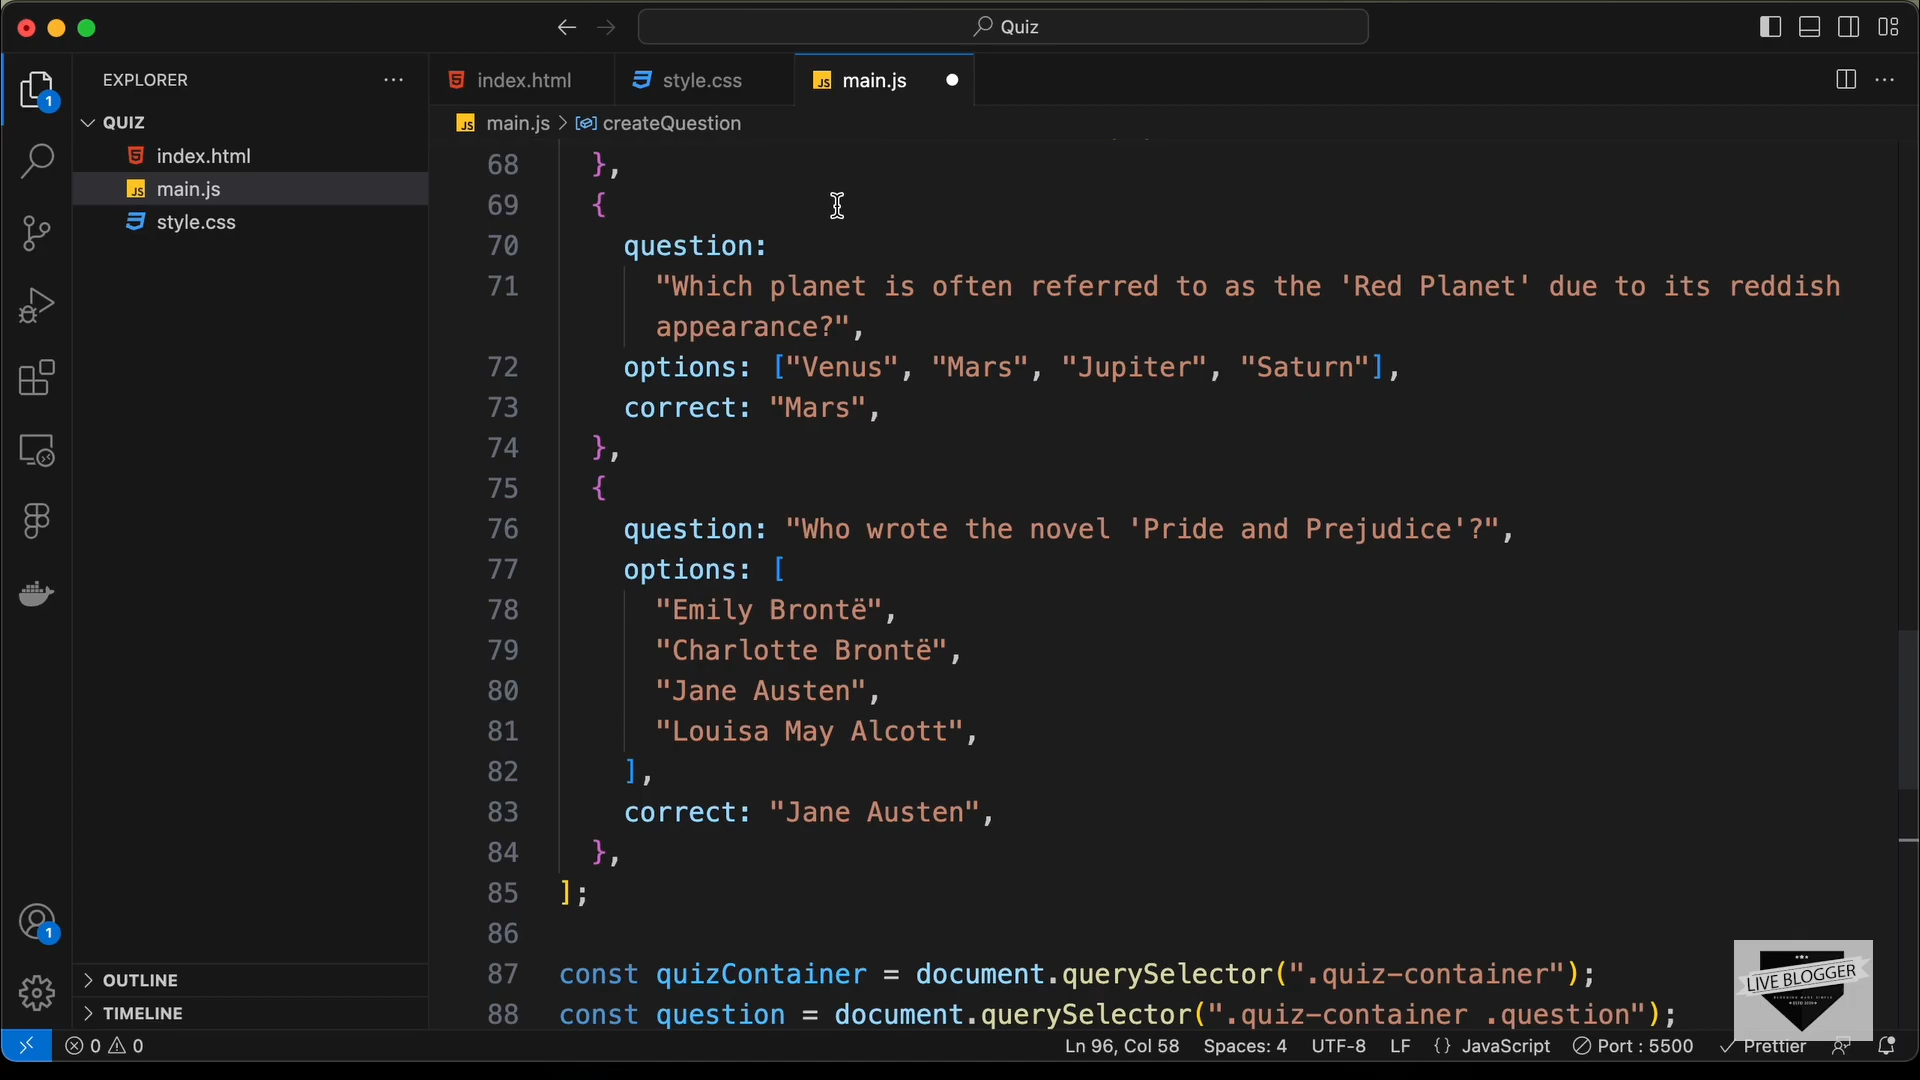 Quiz
EXPLORER
QUIZ
index.html
main.js
style.css
OUTLINE
TIMELINE
index.html
style.css
main.js
main.js > createQuestion
68 },
69 {
70 question:
71 "Which planet is often referred to as the 'Red Planet' due to its reddish
appearance?",
72 options: ["Venus", "Mars", "Jupiter", "Saturn"],
73 correct: "Mars",
74 },
75 {
76 question: "Who wrote the novel 'Pride and Prejudice'?",
77 options: [
78 "Emily Brontë",
79 "Charlotte Brontë",
80 "Jane Austen",
81 "Louisa May Alcott",
82 ],
83 correct: "Jane Austen",
84 },
85 ];
86
87 const quizContainer = document.querySelector(".quiz-container");
88 const question = document.querySelector(".quiz-container .question");
LIVE BLOGGER
0 0 Ln 96, Col 58 Spaces: 4 UTF-8 LF {} JavaScript Port : 5500 Prettier